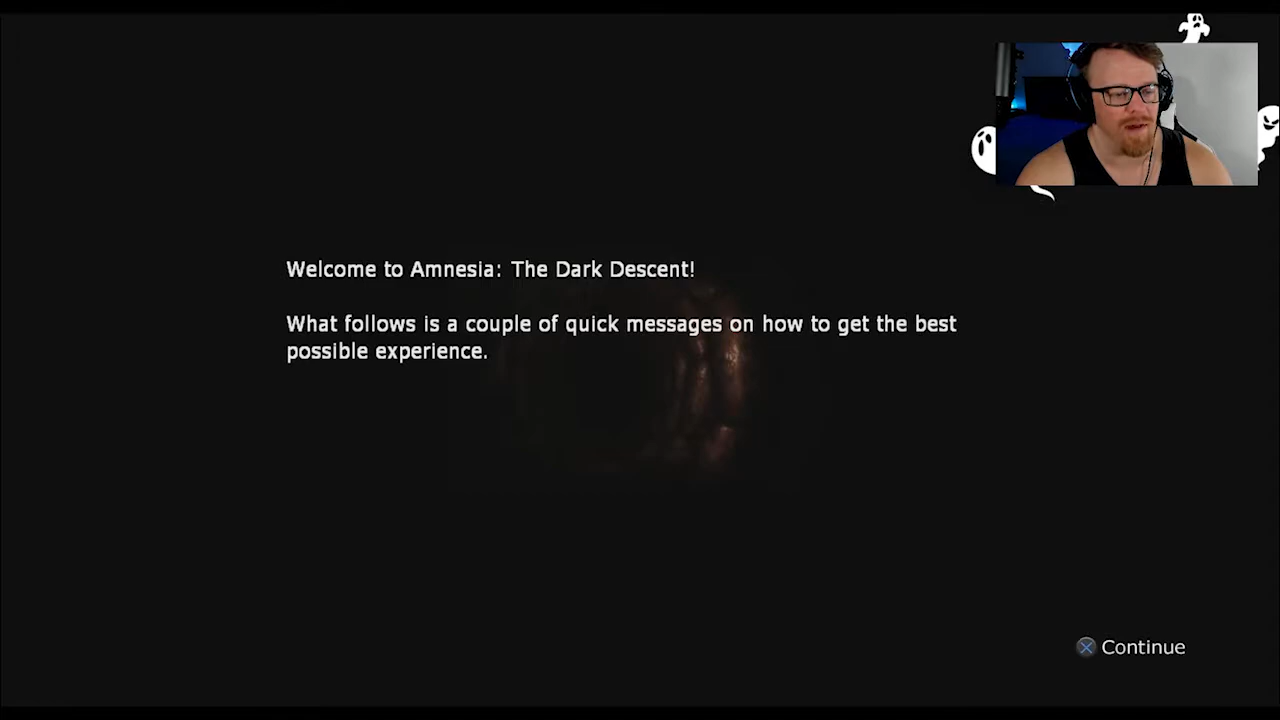 Welcome to Amnesia: The Dark Descent!
What follows is a couple of quick messages on how to get the best
possible experience.
Continue